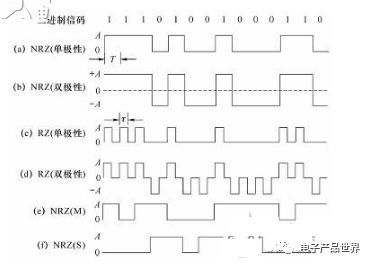 二进制信码 1 1 1 0 1 0 0 1 0 0 0 1 1 0
(a) NRZ(单极性) A 0
T
(b) NRZ(双极性) +A 0 −A
τ
(c) RZ(单极性) A 0
(d) RZ(双极性) A 0 −A
(e) NRZ(M) A 0
(f) NRZ(S) A 0
电子产品世界